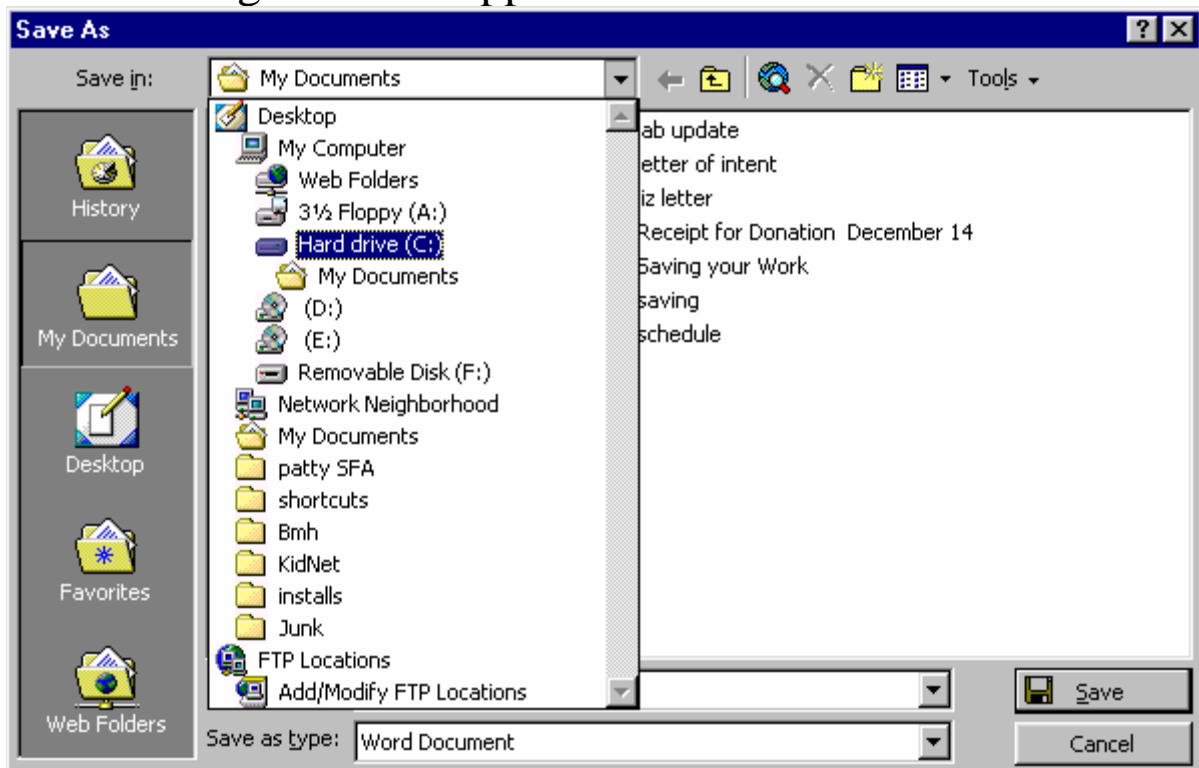 Save As
Save in:
My Documents
Tools
History
My Documents
Desktop
Favorites
Web Folders
Desktop
My Computer
Web Folders
3½ Floppy (A:)
Hard drive (C:)
My Documents
(D:)
(E:)
Removable Disk (F:)
Network Neighborhood
My Documents
patty SFA
shortcuts
Bmh
KidNet
installs
Junk
FTP Locations
Add/Modify FTP Locations
ab update
etter of intent
iz letter
Receipt for Donation December 14
Saving your Work
saving
schedule
Save
Save as type:
Word Document
Cancel